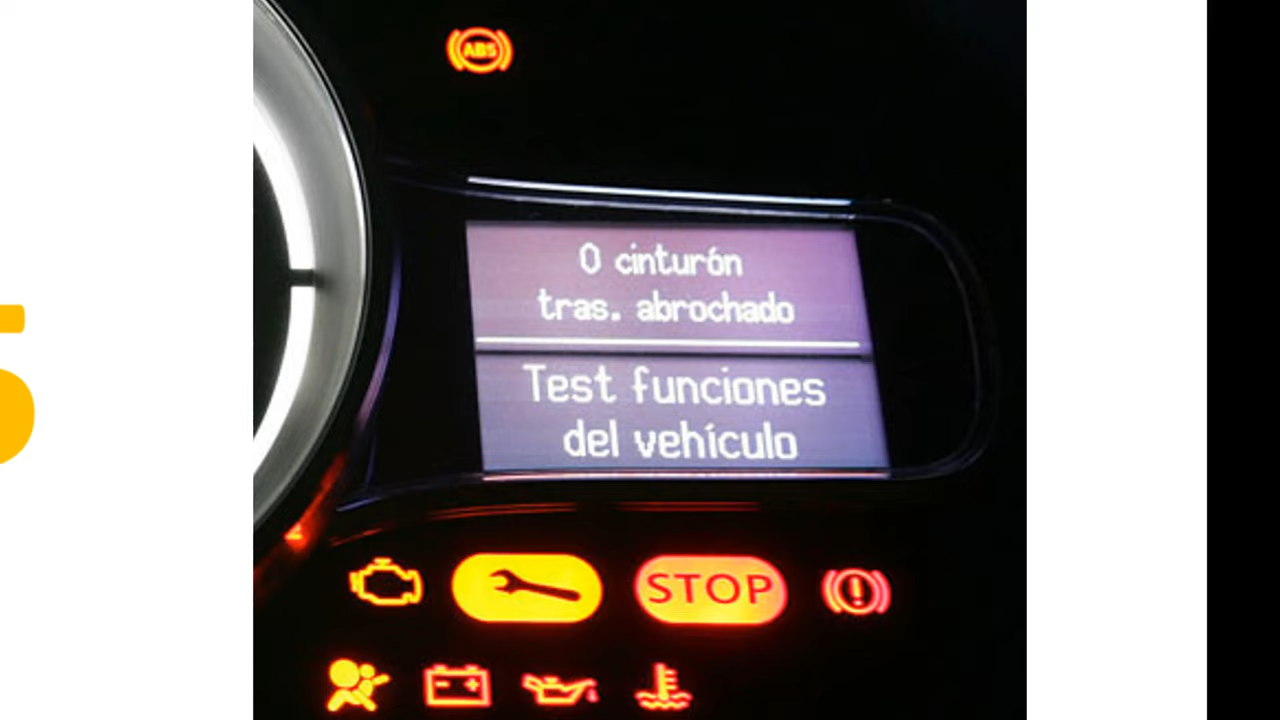 ABS
0 cinturón
tras. abrochado
Test funciones
del vehículo
STOP